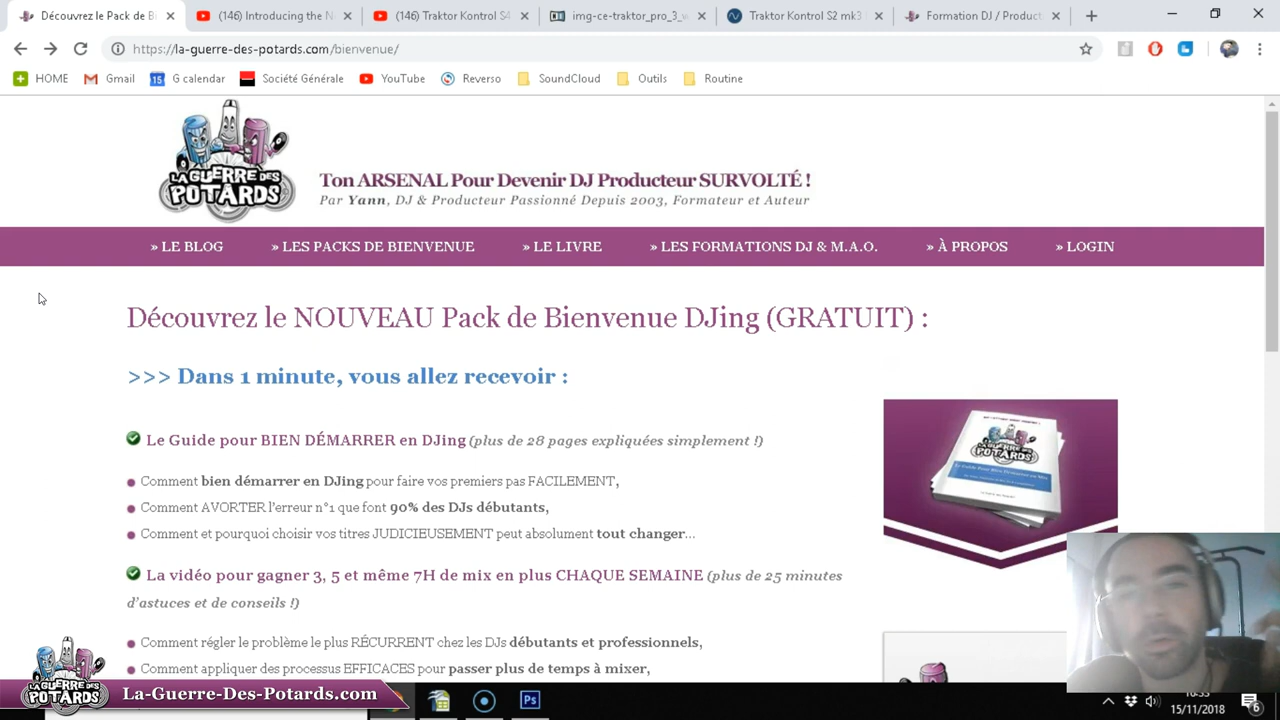 Découvrez le Pack de Bi
(146) Introducing the N
(146) Traktor Kontrol S4
img-ce-traktor_pro_3_w
Traktor Kontrol S2 mk3
Formation DJ / Product
https://la-guerre-des-potards.com/bienvenue/
HOME
Gmail
G calendar
Société Générale
YouTube
Reverso
SoundCloud
Outils
Routine
LA GUERRE DES
POTARDS
Ton ARSENAL Pour Devenir DJ Producteur SURVOLTÉ !
Par Yann, DJ & Producteur Passionné Depuis 2003, Formateur et Auteur
» LE BLOG
» LES PACKS DE BIENVENUE
» LE LIVRE
» LES FORMATIONS DJ & M.A.O.
» À PROPOS
» LOGIN
Découvrez le NOUVEAU Pack de Bienvenue DJing (GRATUIT) :
>>> Dans 1 minute, vous allez recevoir :
Le Guide pour BIEN DÉMARRER en DJing (plus de 28 pages expliquées simplement !)
Comment bien démarrer en DJing pour faire vos premiers pas FACILEMENT,
Comment AVORTER l'erreur n°1 que font 90% des DJs débutants,
Comment et pourquoi choisir vos titres JUDICIEUSEMENT peut absolument tout changer...
La vidéo pour gagner 3, 5 et même 7H de mix en plus CHAQUE SEMAINE (plus de 25 minutes
d'astuces et de conseils !)
Comment régler le problème le plus RÉCURRENT chez les DJs débutants et professionnels,
Comment appliquer des processus EFFICACES pour passer plus de temps à mixer,
POTARDS
LA GUERRE DES
POTARDS
La-Guerre-Des-Potards.com
Ps
15/11/2018
6